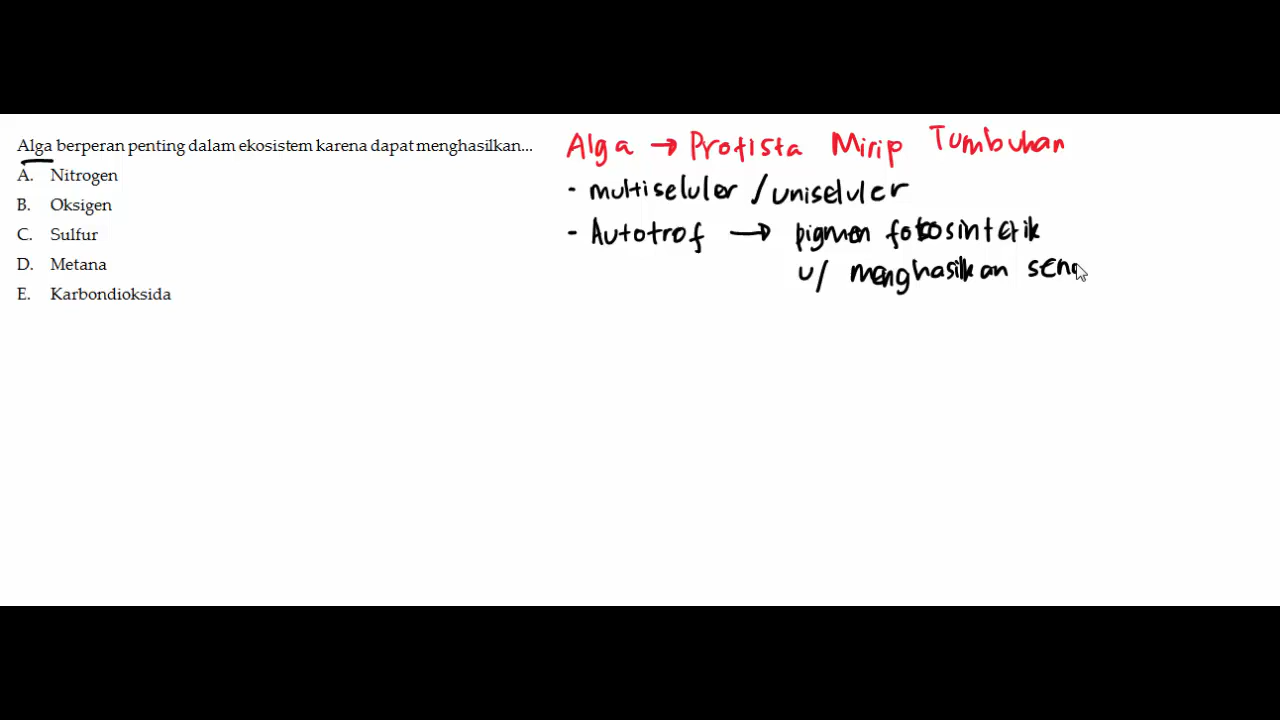 Alga berperan penting dalam ekosistem karena dapat menghasilkan...
A. Nitrogen
B. Oksigen
C. Sulfur
D. Metana
E. Karbondioksida
Alga → Protista Mirip Tumbuhan
- multiseluler / uniseluler
- Autotrof → pigmen fotosintetik
u/ menghasilkan